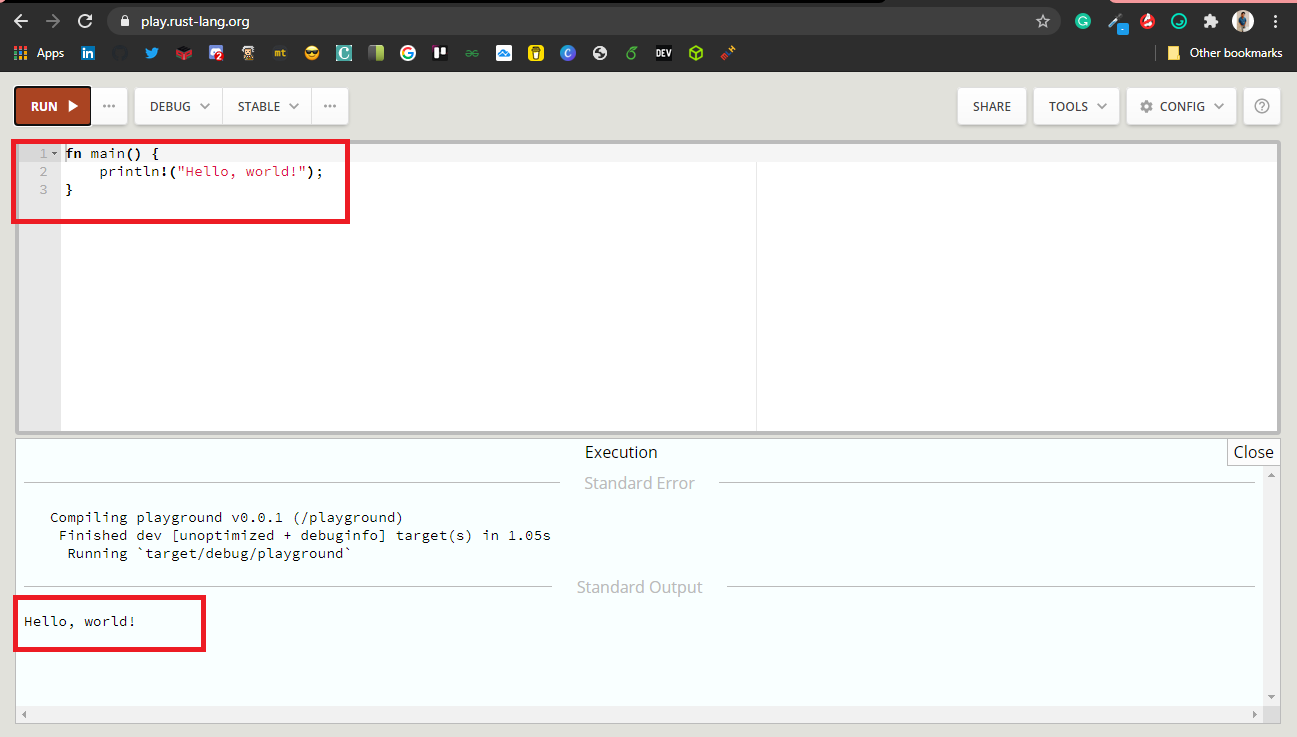 play.rust-lang.org
Apps mt C DEV Other bookmarks
RUN ... DEBUG STABLE ... SHARE TOOLS CONFIG ?
1 fn main() {
2     println!("Hello, world!");
3 }
Execution
Close
Standard Error
Compiling playground v0.0.1 (/playground)
Finished dev [unoptimized + debuginfo] target(s) in 1.05s
Running `target/debug/playground`
Standard Output
Hello, world!